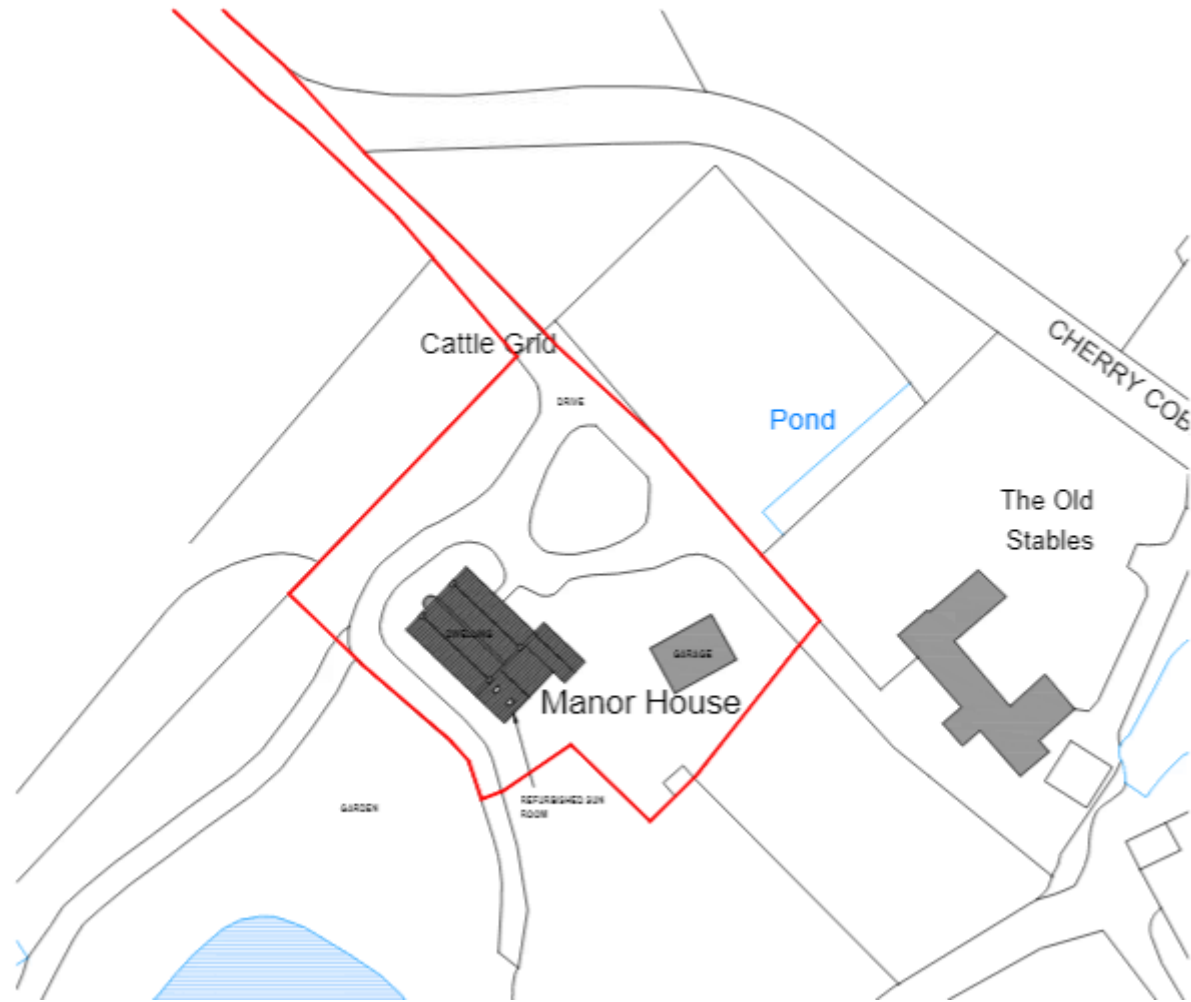 Cattle Grid
DRIVE
Pond
CHERRY COB
The Old
Stables
DWELLING
GARAGE
Manor House
REFURBISHED SUN
ROOM
GARDEN